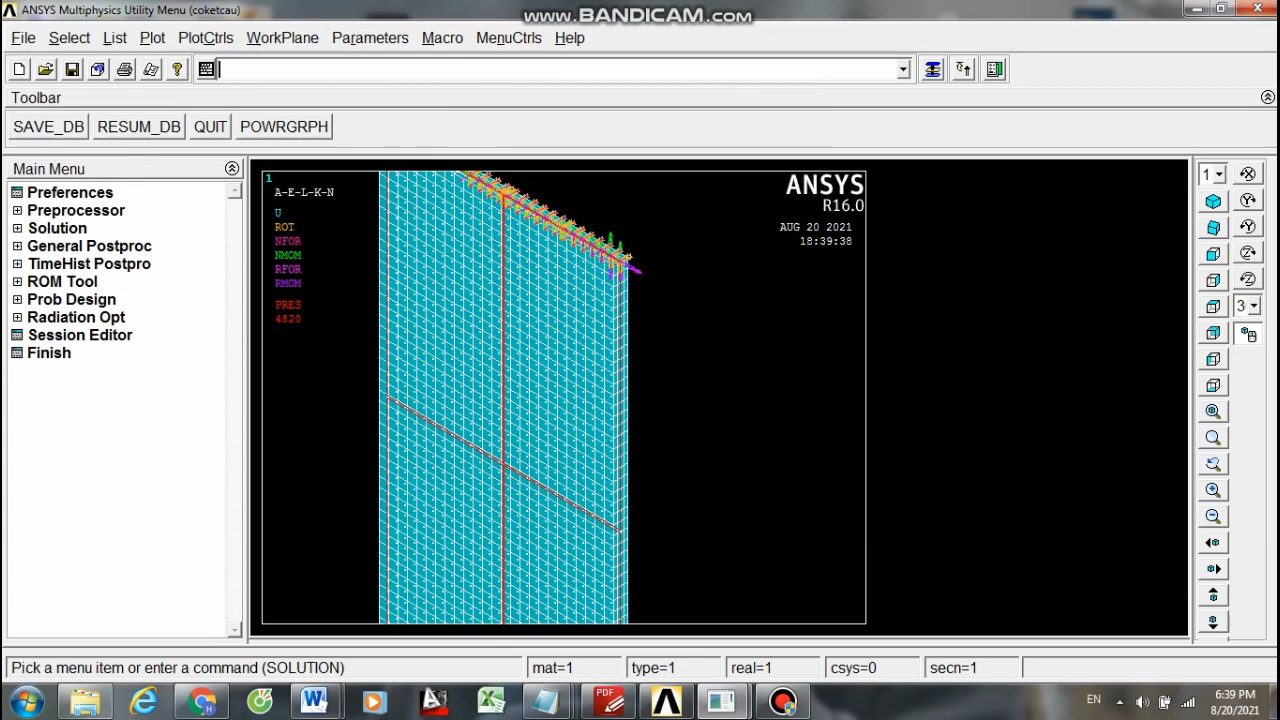 ANSYS Multiphysics Utility Menu (coketcau)
www.BANDICAM.com
File Select List Plot PlotCtrls WorkPlane Parameters Macro MenuCtrls Help
Toolbar
SAVE_DB RESUM_DB QUIT POWRGRPH
Main Menu
Preferences
Preprocessor
Solution
General Postproc
TimeHist Postpro
ROM Tool
Prob Design
Radiation Opt
Session Editor
Finish
1
A-E-L-K-N
U
ROT
NFOR
NMOM
RFOR
RMOM
PRES
4820
ANSYS
R16.0
AUG 20 2021
18:39:38
1
3
Pick a menu item or enter a command (SOLUTION) mat=1 type=1 real=1 csys=0 secn=1
PDF
EN
6:39 PM
8/20/2021